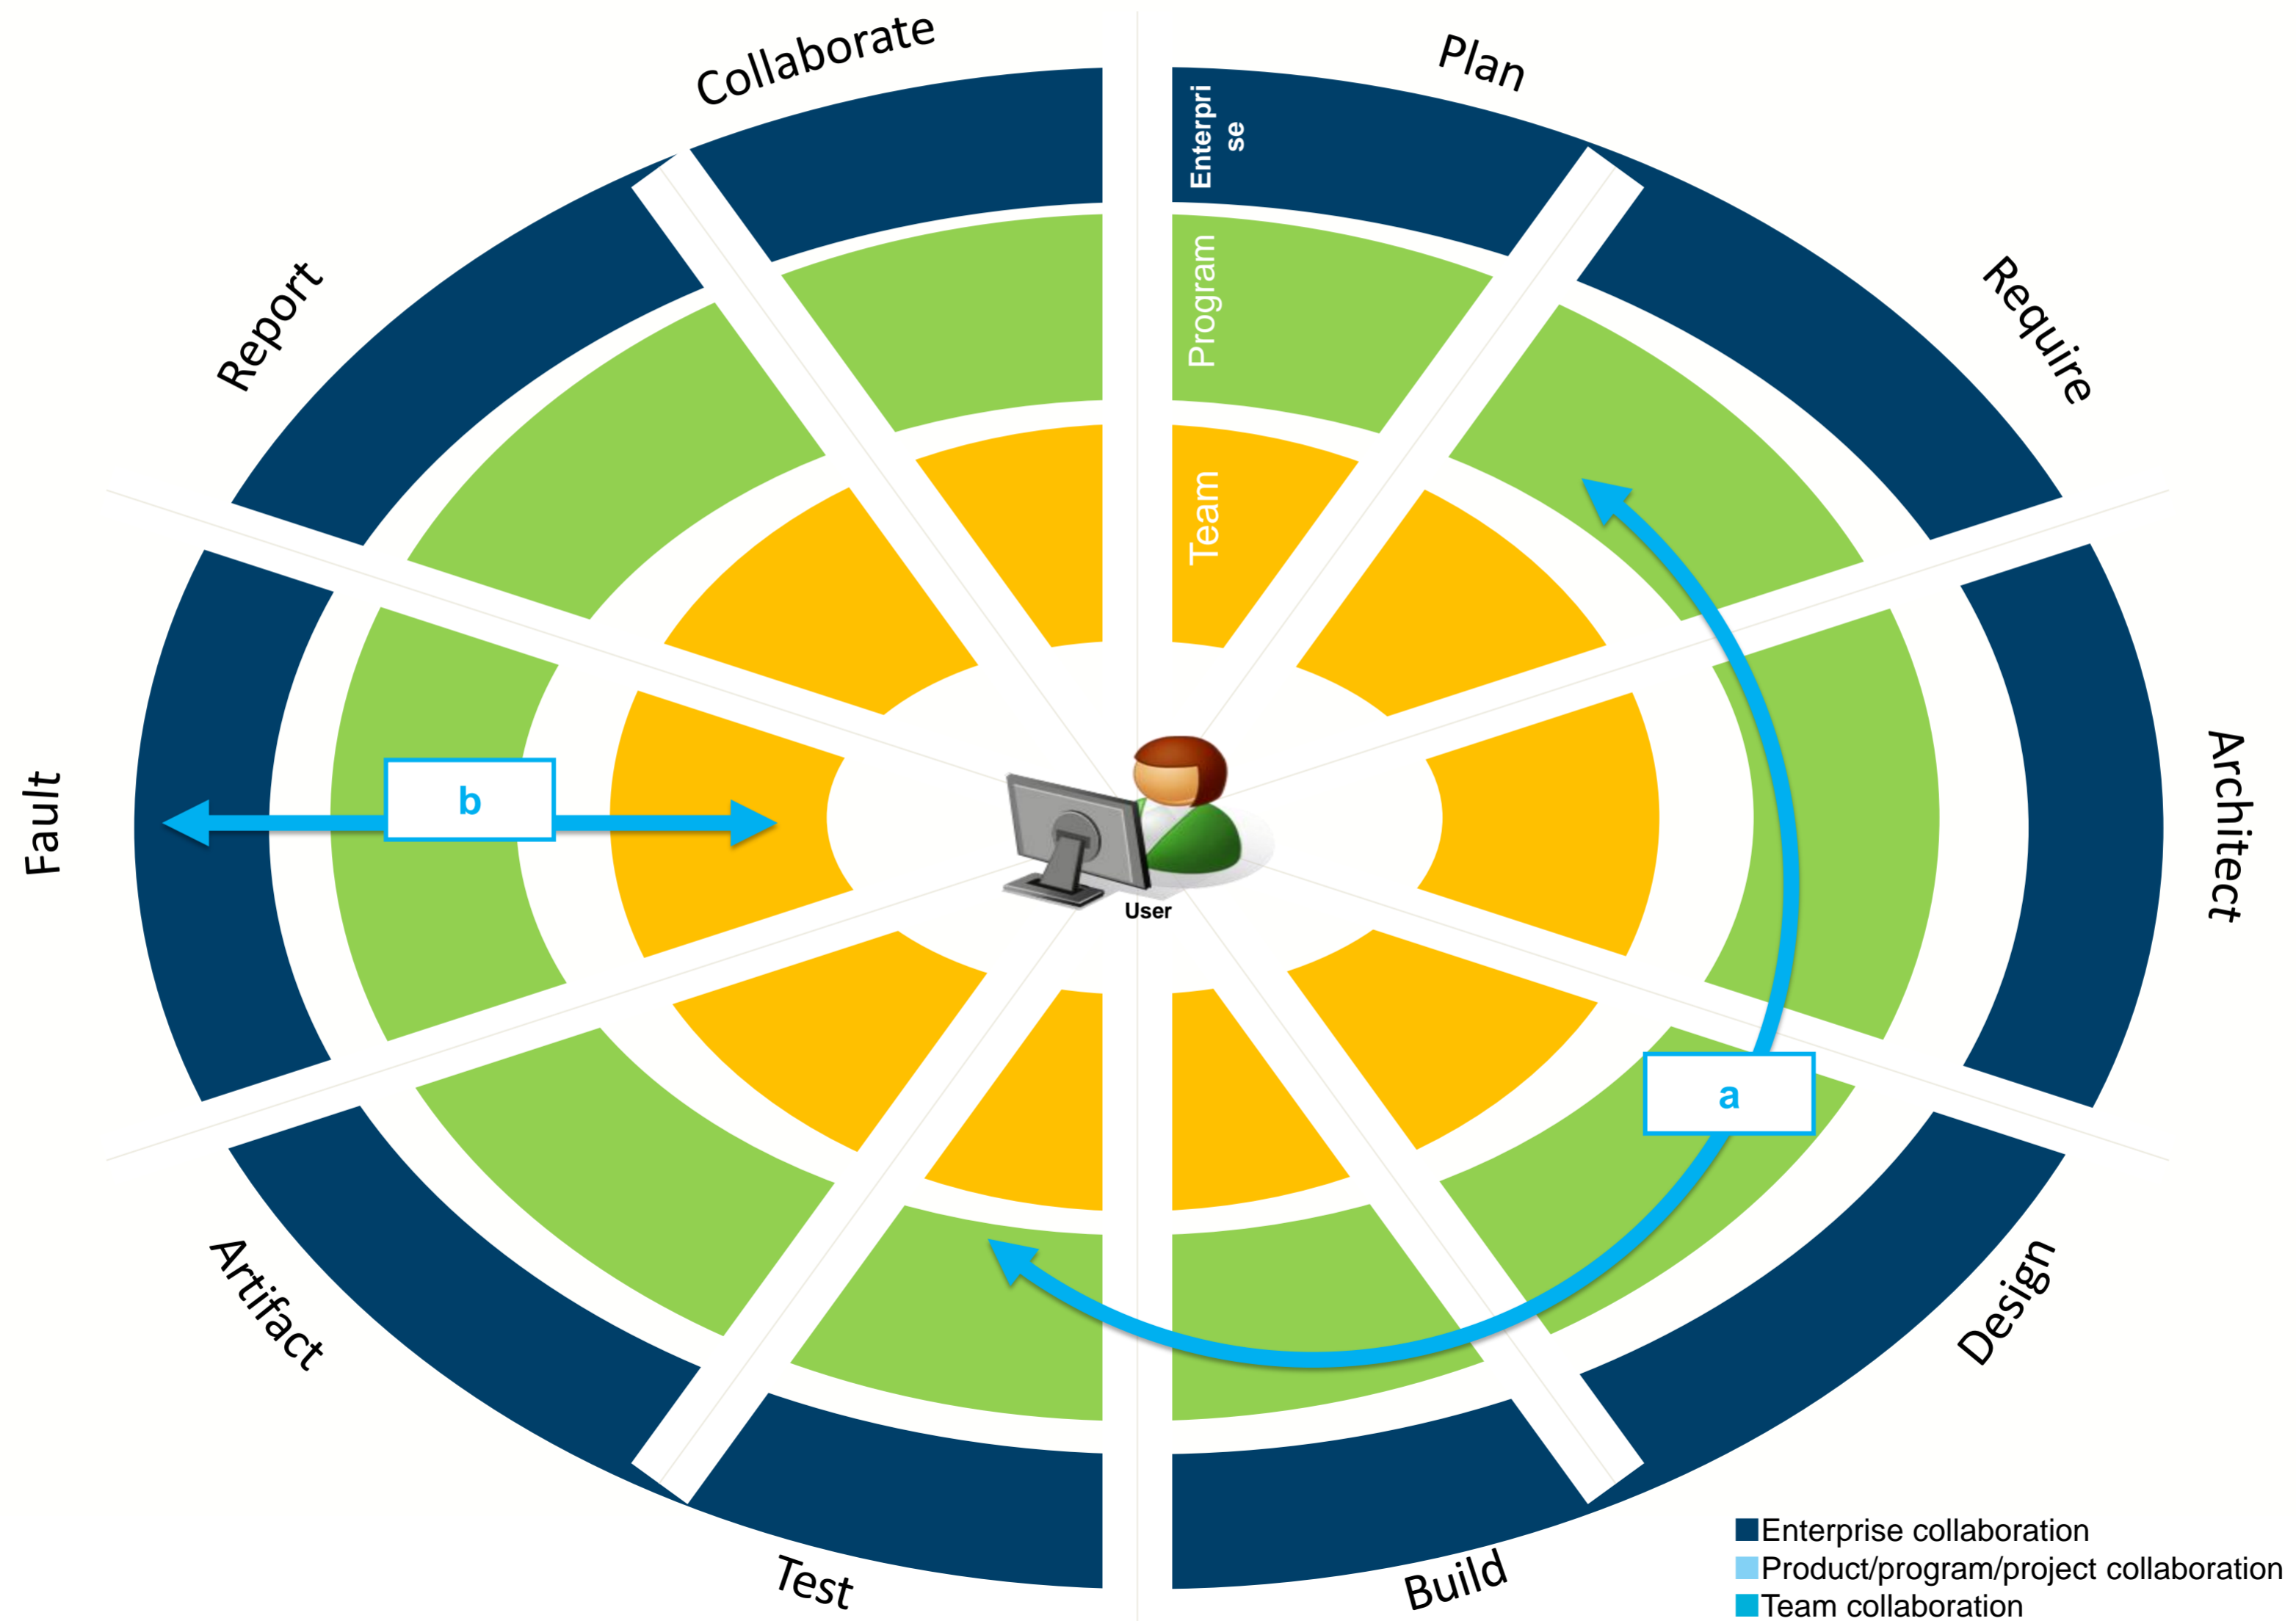 Collaborate
Plan
Enterpri
se
Program
Team
Report
Require
Fault
b
Architect
User
a
Artifact
Design
Test
Build
Enterprise collaboration
Product/program/project collaboration
Team collaboration